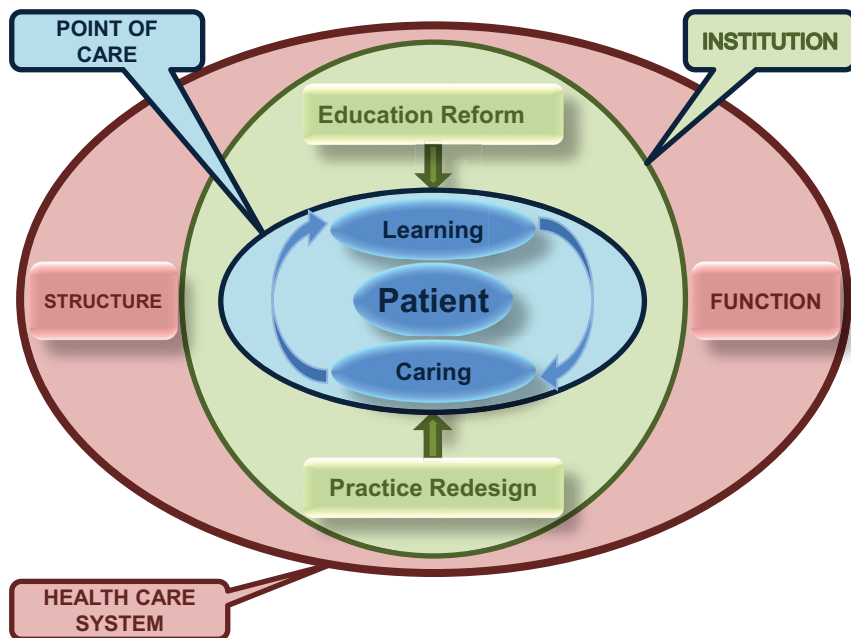 POINT OF
CARE
INSTITUTION
Education Reform
Learning
STRUCTURE
Patient
FUNCTION
Caring
Practice Redesign
HEALTH CARE
SYSTEM